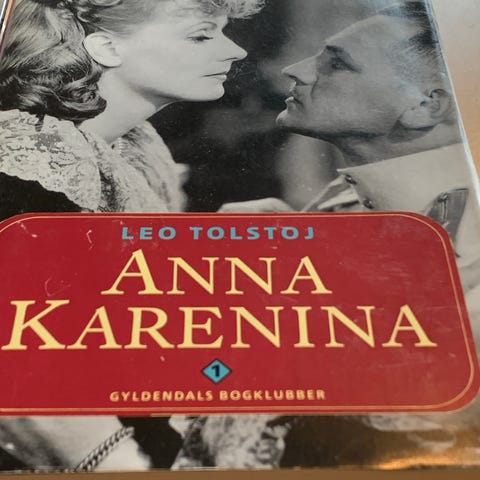 LEO TOLSTOJ
ANNA
KARENINA
1
GYLDENDALS BOGKLUBBER